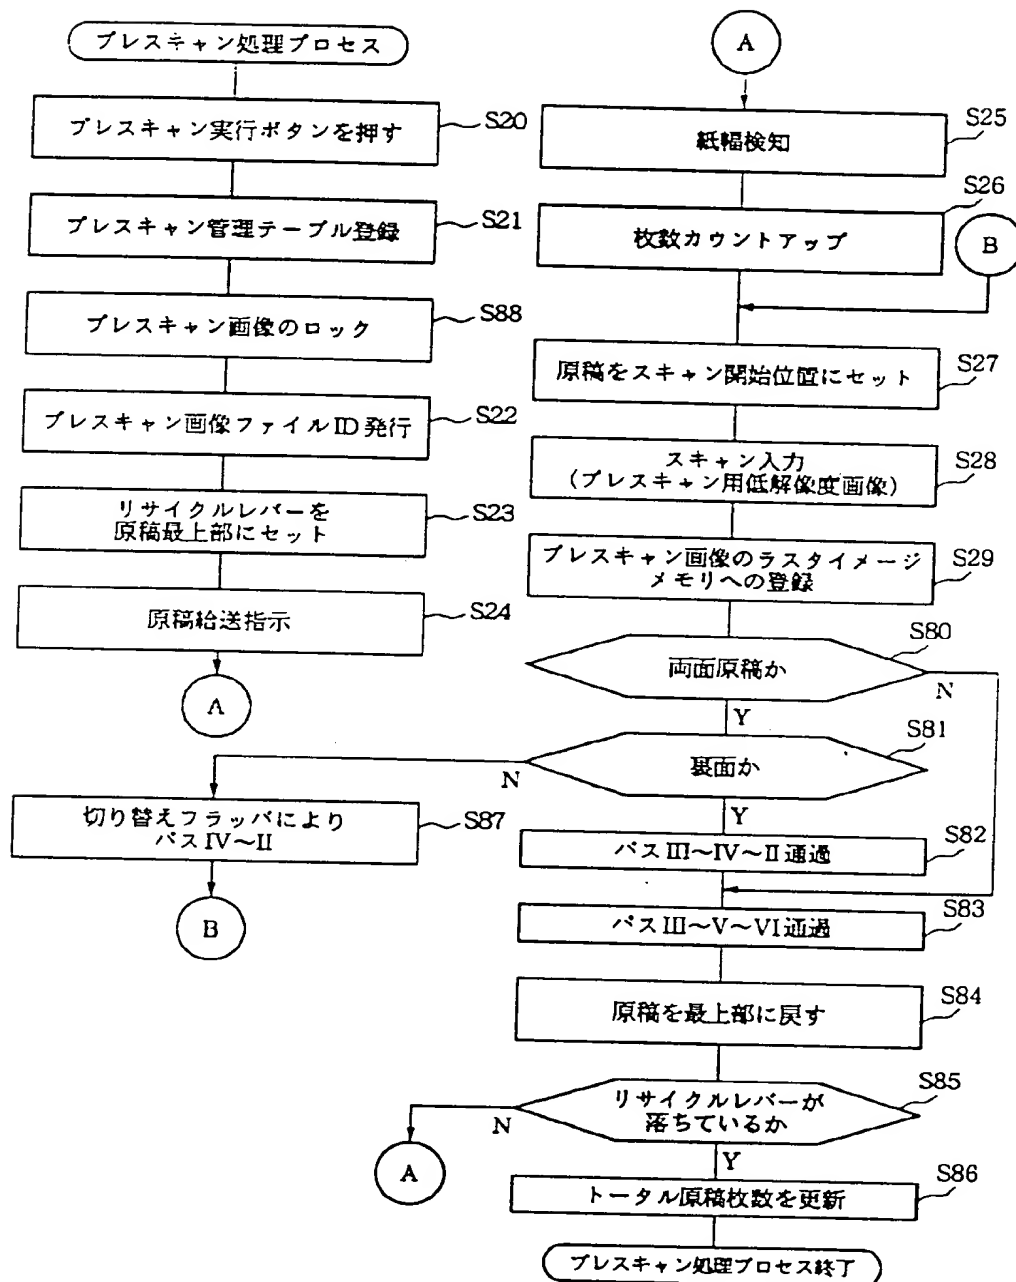 プレスキャン処理プロセス
プレスキャン実行ボタンを押す
S20
プレスキャン管理テーブル登録
S21
プレスキャン画像のロック
S88
プレスキャン画像ファイルID発行
S22
リサイクルレバーを
原稿最上部にセット
S23
原稿給送指示
S24
A
A
紙幅検知
S25
枚数カウントアップ
S26
B
原稿をスキャン開始位置にセット
S27
スキャン入力
(プレスキャン用低解像度画像)
S28
プレスキャン画像のラスタイメージ
メモリへの登録
S29
両面原稿か
S80
N
Y
裏面か
S81
N
Y
切り替えフラッパにより
パスIV～II
S87
B
パスIII～IV～II通過
S82
パスIII～V～VI通過
S83
原稿を最上部に戻す
S84
リサイクルレバーが
落ちているか
S85
N
Y
A
トータル原稿枚数を更新
S86
プレスキャン処理プロセス終了